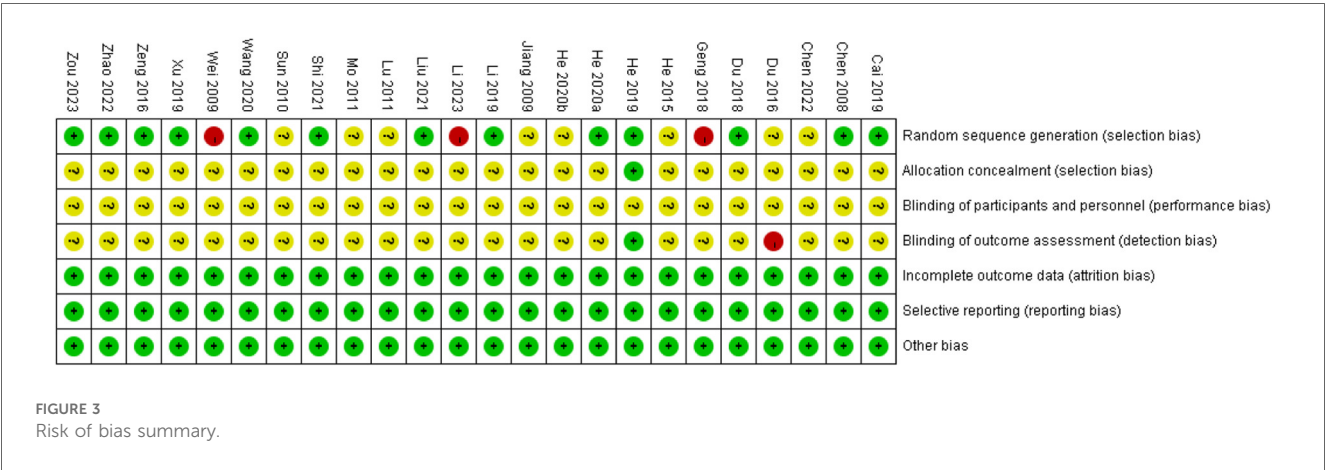 Zou 2023
Zhao 2022
Zeng 2016
Xu 2019
Wei 2009
Wang 2020
Sun 2010
Shi 2021
Mo 2011
Lu 2011
Liu 2021
Li 2023
Li 2019
Jiang 2009
He 2020b
He 2020a
He 2019
He 2015
Geng 2018
Du 2018
Du 2016
Chen 2022
Chen 2008
Cai 2019
+ + + + - + ? + ? ? + - + ? ? + + ? - + ? ? + + Random sequence generation (selection bias)
? ? ? ? ? ? ? ? ? ? ? ? ? ? ? ? + ? ? ? ? ? ? ? Allocation concealment (selection bias)
? ? ? ? ? ? ? ? ? ? ? ? ? ? ? ? ? ? ? ? ? ? ? ? Blinding of participants and personnel (performance bias)
? ? ? ? ? ? ? ? ? ? ? ? ? ? ? ? + ? ? ? - ? ? ? Blinding of outcome assessment (detection bias)
+ + + + + + + + + + + + + + + + + + + + + + + + Incomplete outcome data (attrition bias)
+ + + + + + + + + + + + + + + + + + + + + + + + Selective reporting (reporting bias)
+ + + + + + + + + + + + + + + + + + + + + + + + Other bias
FIGURE 3
Risk of bias summary.